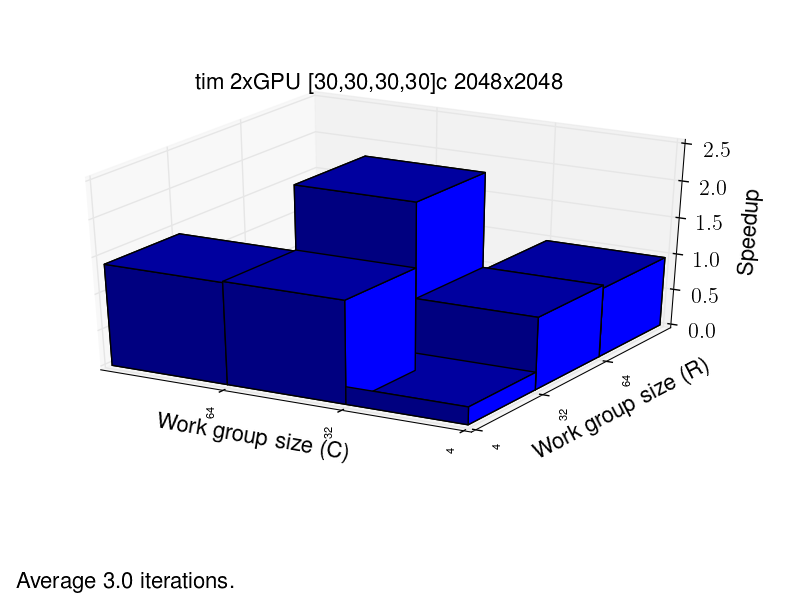 tim 2xGPU [30,30,30,30]c 2048x2048
2.5
2.0
1.5
1.0
0.5
0.0
Speedup
64
32
4
Work group size (C)
4
32
64
Work group size (R)
Average 3.0 iterations.